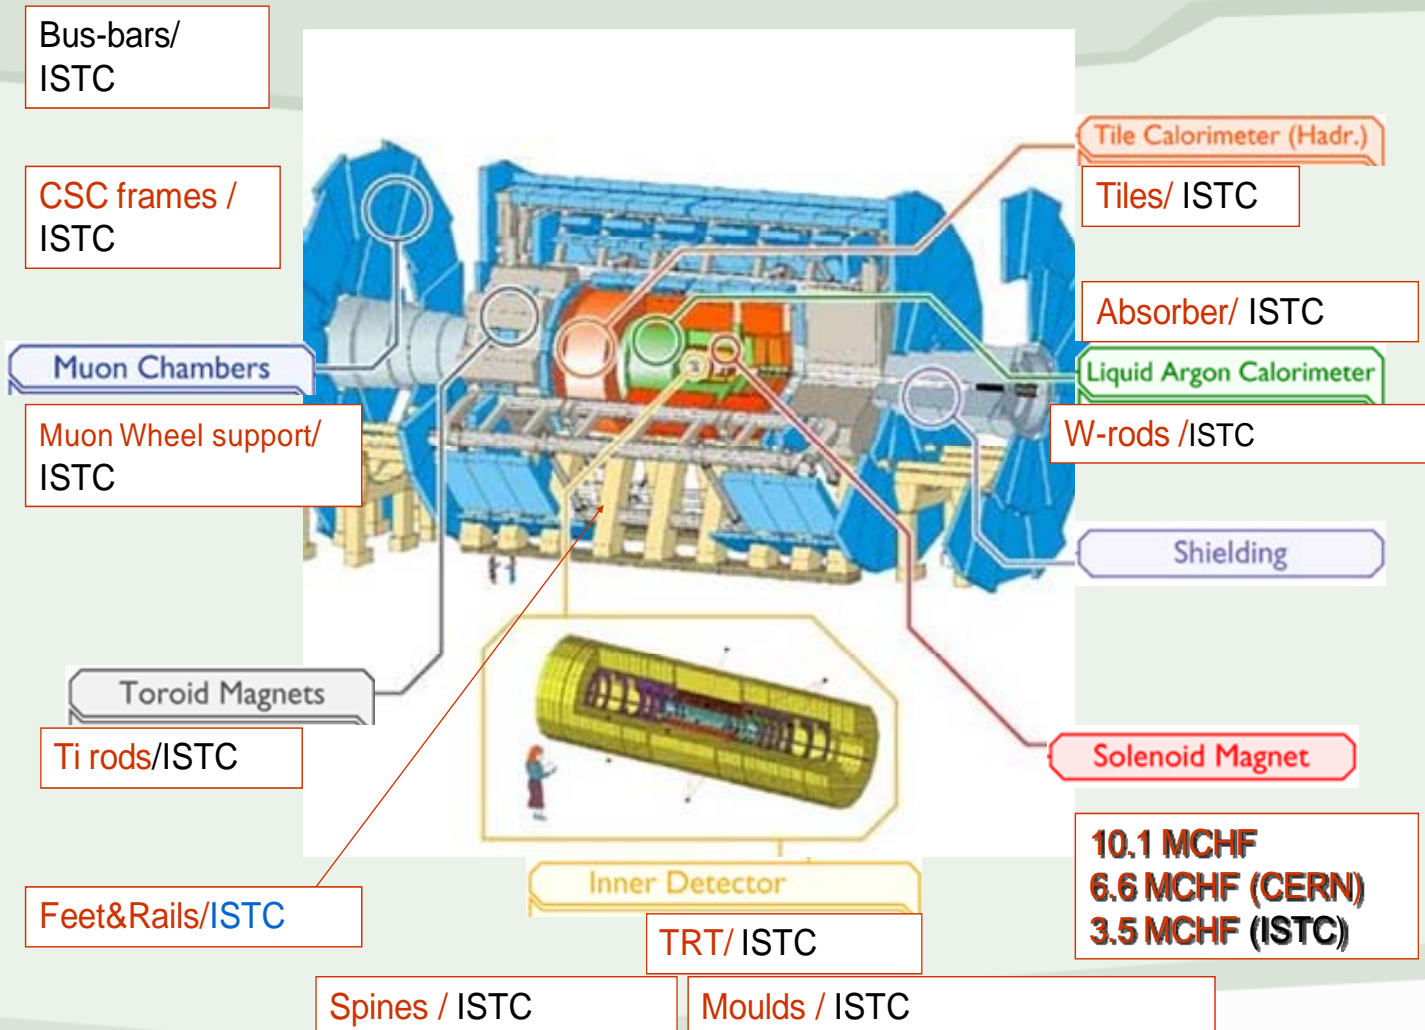 Bus-bars/
ISTC
Tile Calorimeter (Hadr.)
CSC frames /
ISTC
Tiles/ ISTC
Absorber/ ISTC
Muon Chambers
Liquid Argon Calorimeter
Muon Wheel support/
ISTC
W-rods /ISTC
Shielding
Toroid Magnets
Ti rods/ISTC
Solenoid Magnet
10.1 MCHF
6.6 MCHF (CERN)
3.5 MCHF (ISTC)
Inner Detector
Feet&Rails/ISTC
TRT/ ISTC
Spines / ISTC
Moulds / ISTC